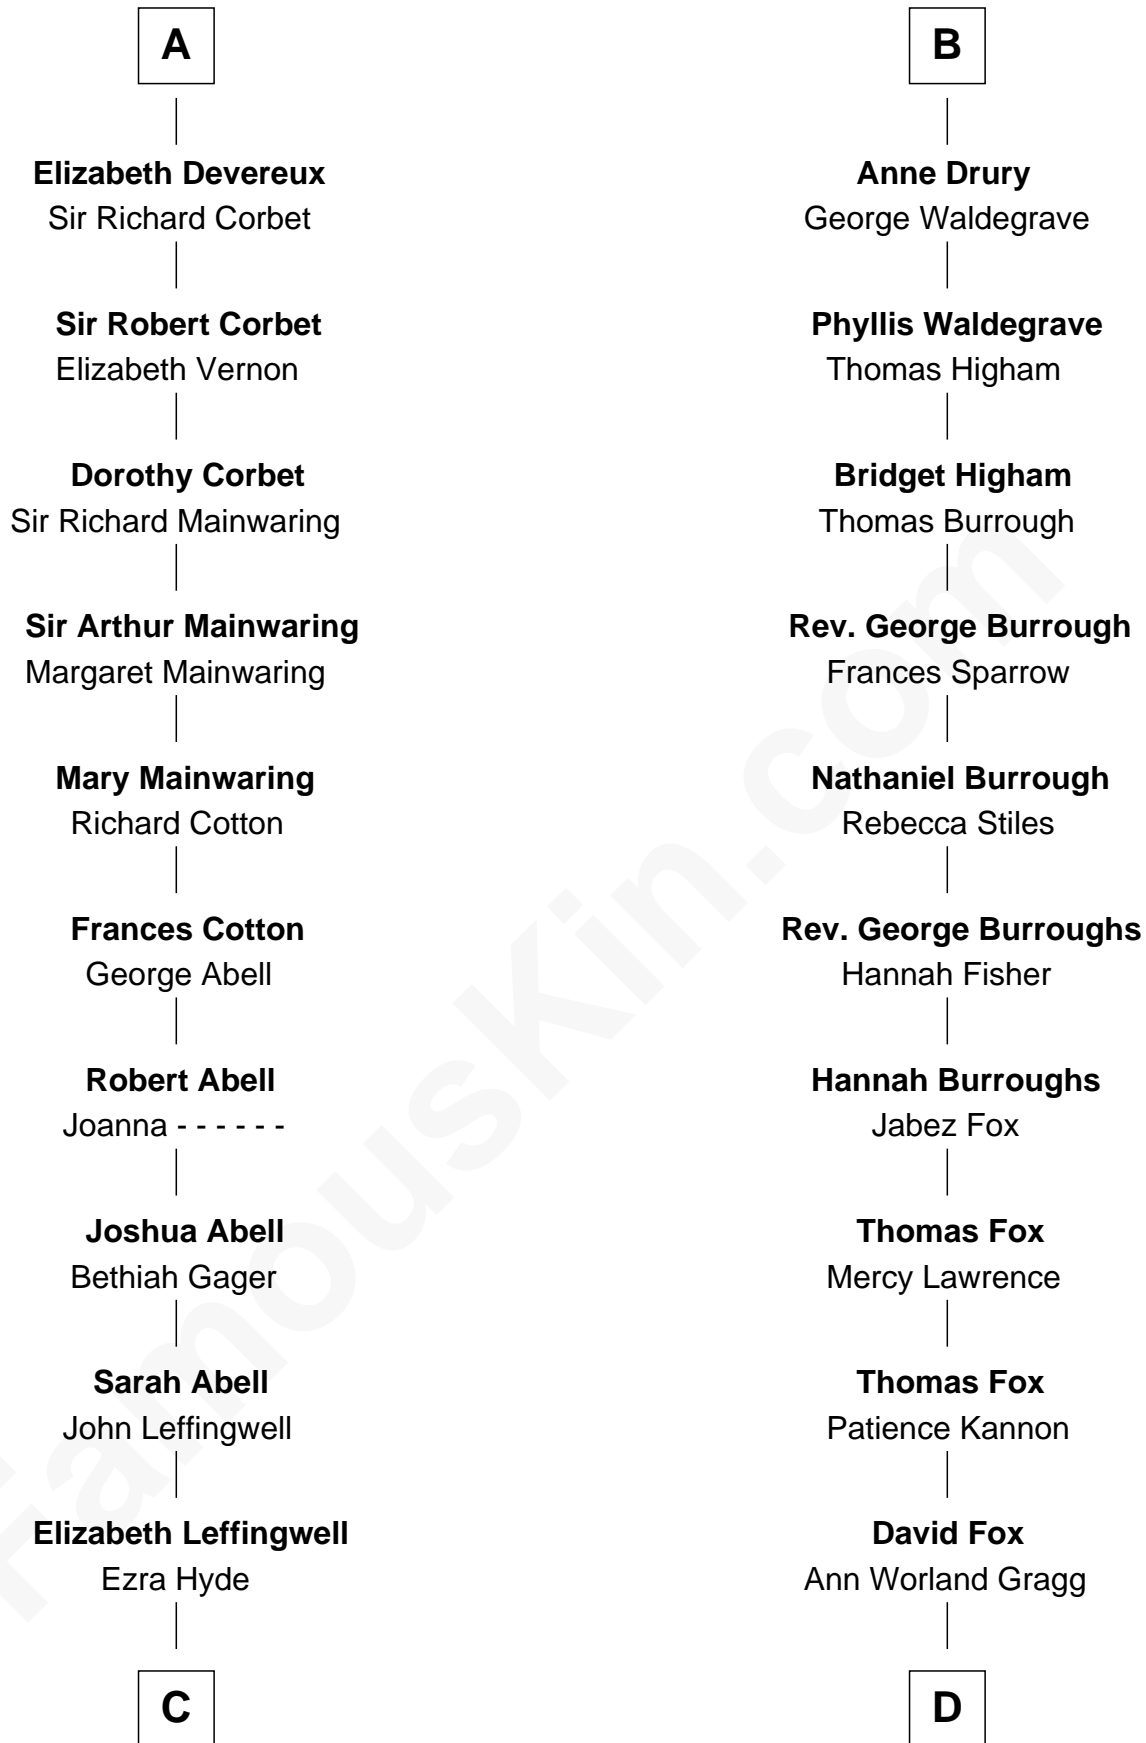 A
Elizabeth Devereux
Sir Richard Corbet
Sir Robert Corbet
Elizabeth Vernon
Dorothy Corbet
Sir Richard Mainwaring
Sir Arthur Mainwaring
Margaret Mainwaring
Mary Mainwaring
Richard Cotton
Frances Cotton
George Abell
Robert Abell
Joanna - - - - - -
Joshua Abell
Bethiah Gager
Sarah Abell
John Leffingwell
Elizabeth Leffingwell
Ezra Hyde
C
B
Anne Drury
George Waldegrave
Phyllis Waldegrave
Thomas Higham
Bridget Higham
Thomas Burrough
Rev. George Burrough
Frances Sparrow
Nathaniel Burrough
Rebecca Stiles
Rev. George Burroughs
Hannah Fisher
Hannah Burroughs
Jabez Fox
Thomas Fox
Mercy Lawrence
Thomas Fox
Patience Kannon
David Fox
Ann Worland Gragg
D
FamousKin.com